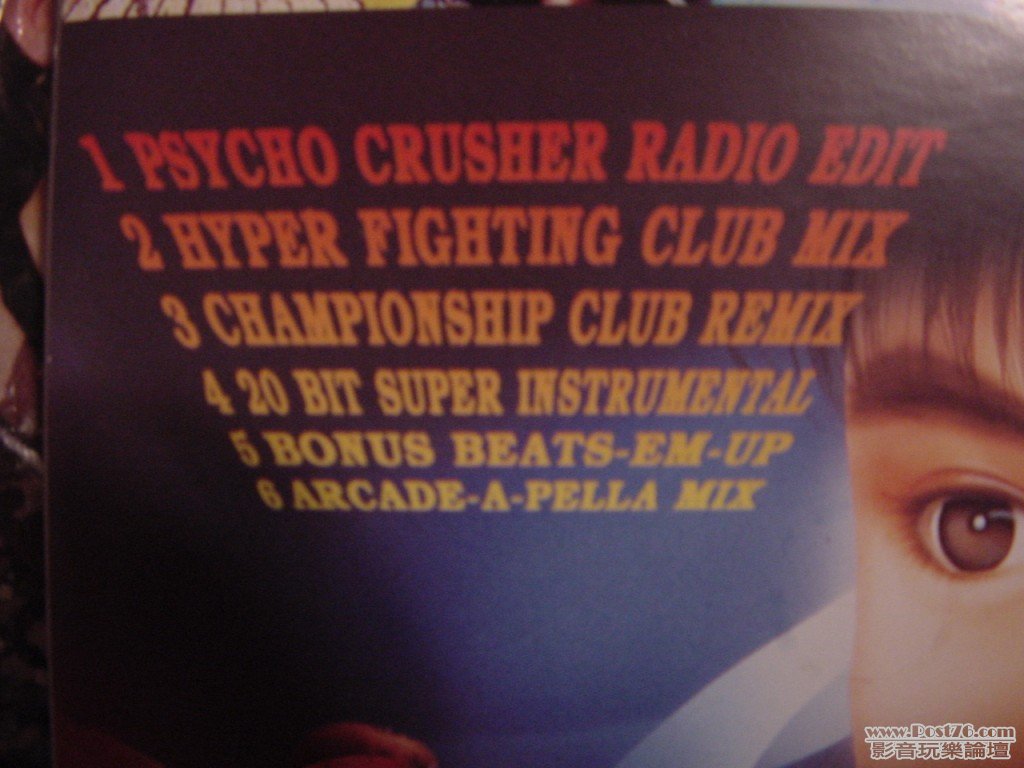 1 PSYCHO CRUSHER RADIO EDIT
2 HYPER FIGHTING CLUB MIX
3 CHAMPIONSHIP CLUB REMIX
4 20 BIT SUPER INSTRUMENTAL
5 BONUS BEATS-EM-UP
6 ARCADE-A-PELLA MIX
www.Post76.com
影音玩樂論壇